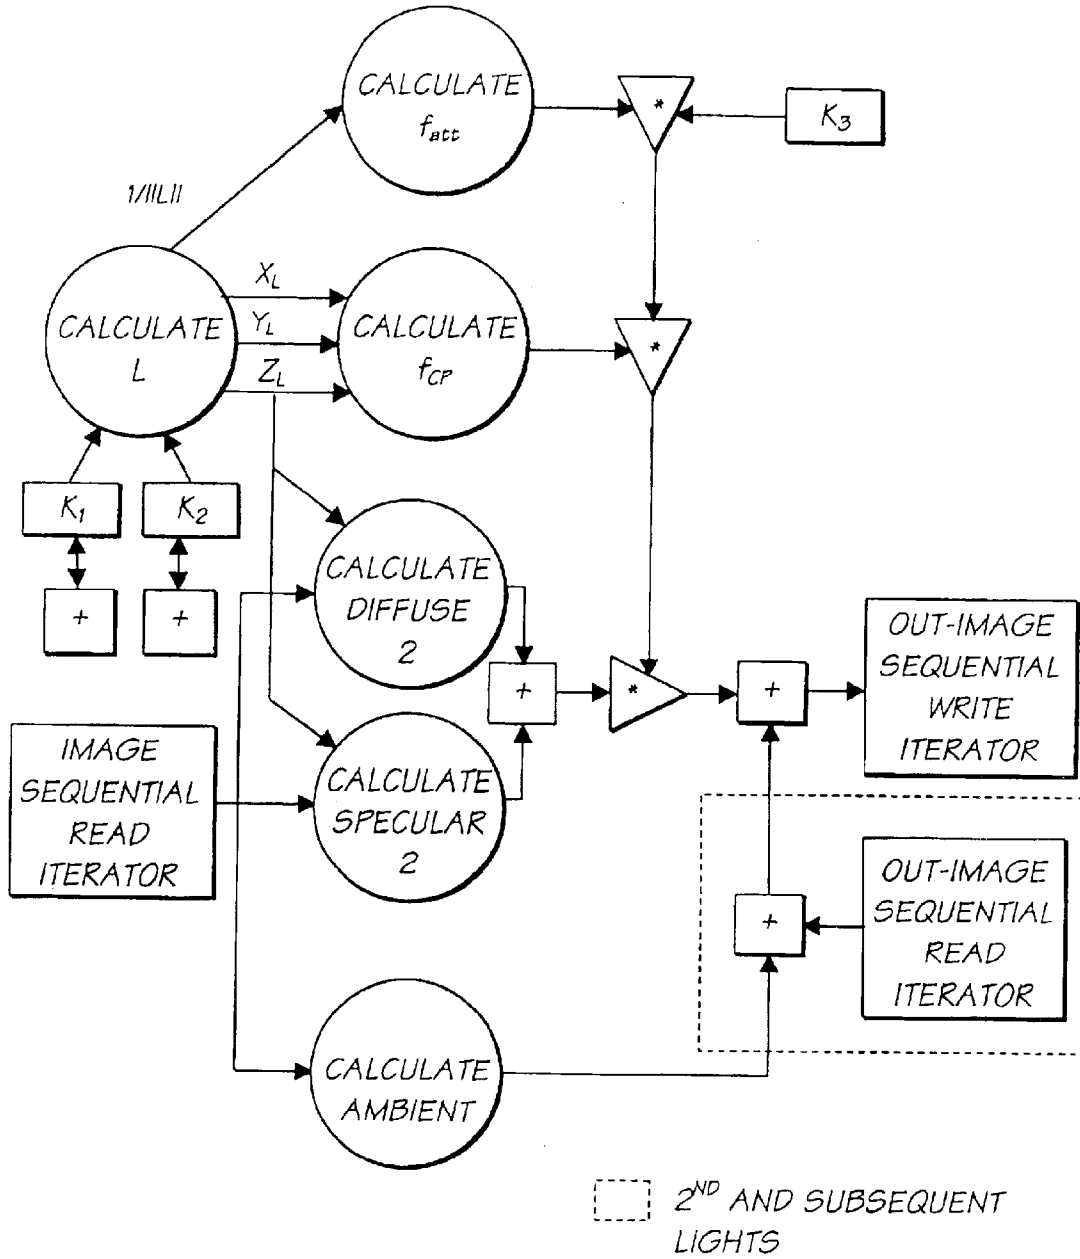 CALCULATE
f_att
*
K_3
1/||L||
X_L
Y_L
Z_L
CALCULATE
L
CALCULATE
f_CP
*
K_1
K_2
+
+
CALCULATE
DIFFUSE
2
+
*
+
OUT-IMAGE
SEQUENTIAL
WRITE
ITERATOR
IMAGE
SEQUENTIAL
READ
ITERATOR
CALCULATE
SPECULAR
2
+
OUT-IMAGE
SEQUENTIAL
READ
ITERATOR
CALCULATE
AMBIENT
2^ND AND SUBSEQUENT
LIGHTS